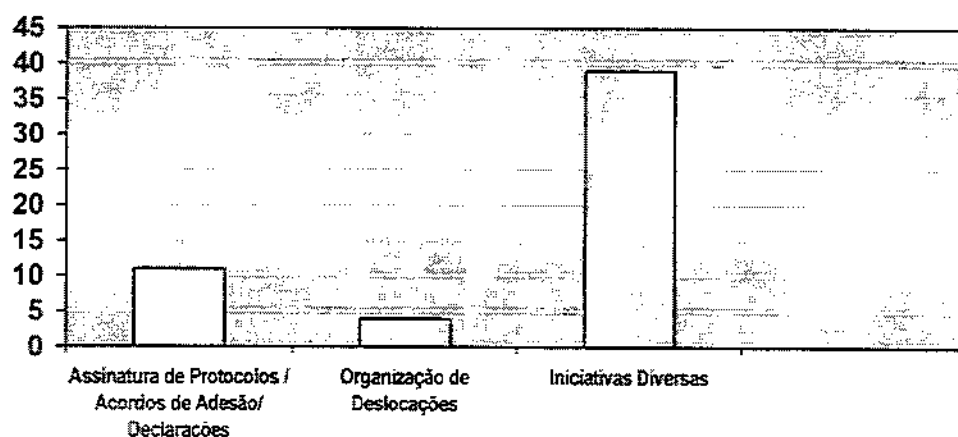 45
40
35
30
25
20
15
10
5
0
Assinatura de Protocolos /
Acordos de Adesão/
Declarações
Organização de
Deslocações
Iniciativas Diversas